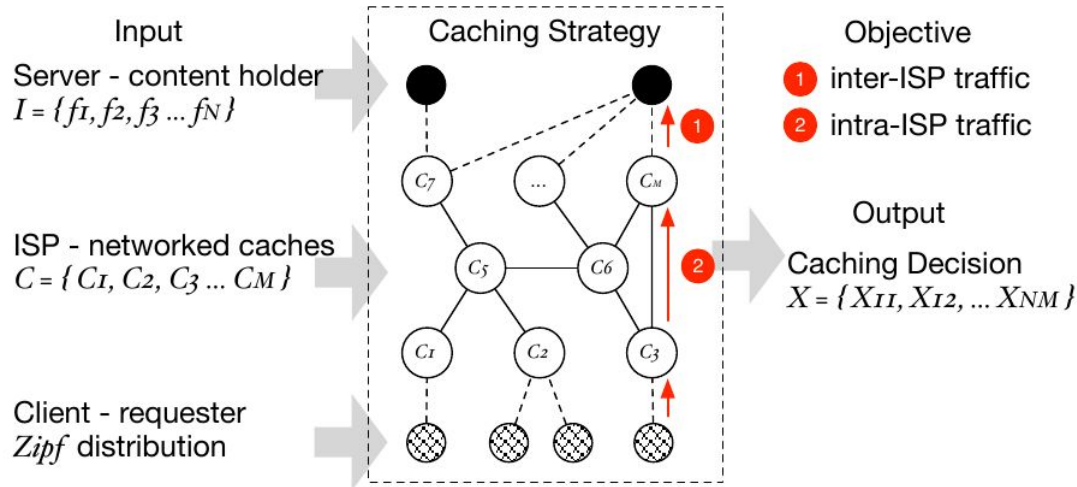 Input
Server - content holder
I = { f1, f2, f3 ... fN }
ISP - networked caches
C = { C1, C2, C3 ... CM }
Client - requester
Zipf distribution
Caching Strategy
1
C7
...
CM
C5
C6
2
C1
C2
C3
Objective
1 inter-ISP traffic
2 intra-ISP traffic
Output
Caching Decision
X = { X11, X12, ... XNM }